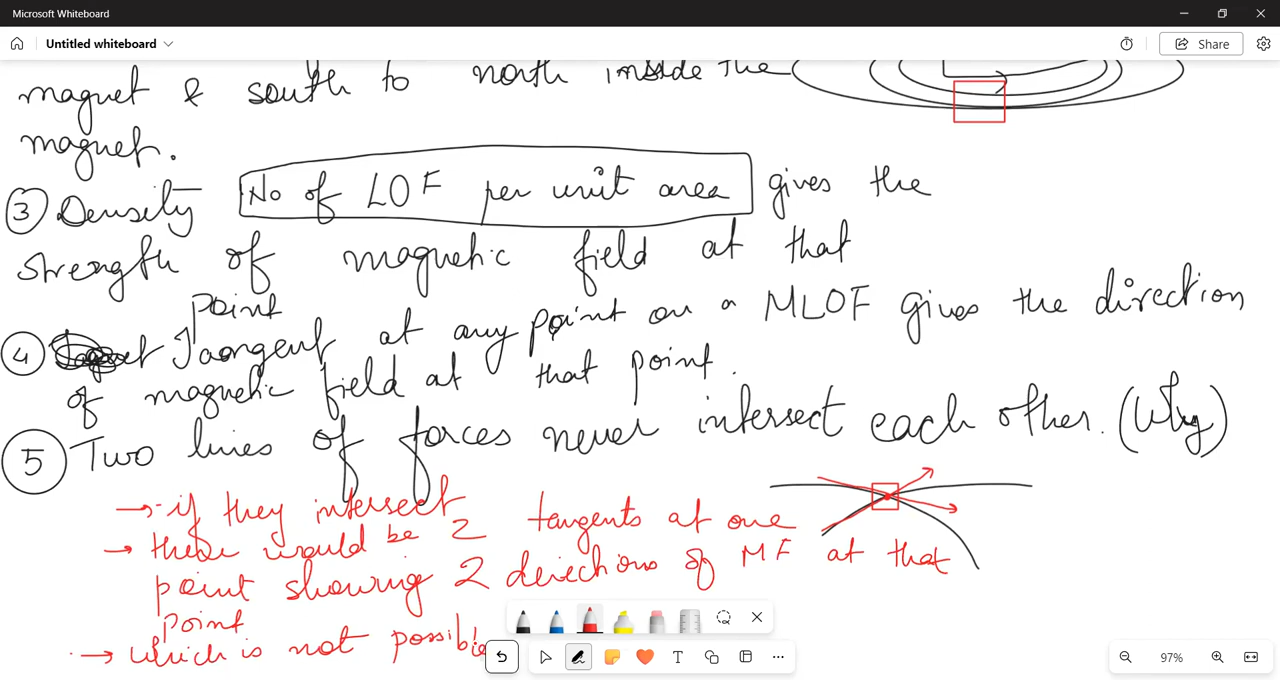 Microsoft Whiteboard
Untitled whiteboard
Share
magnet & south to north inside the
magnet.
③ Density No of LOF per unit area gives the
strength of magnetic field at that
point
④ Taangent at any point on a MLOF gives the direction
of magnetic field at that point.
⑤ Two lines of forces never intersect each other. (Why)
→ if they intersect
→ there would be 2 tangents at one
point showing 2 directions of MF at that
point
→ which is not possible
97%